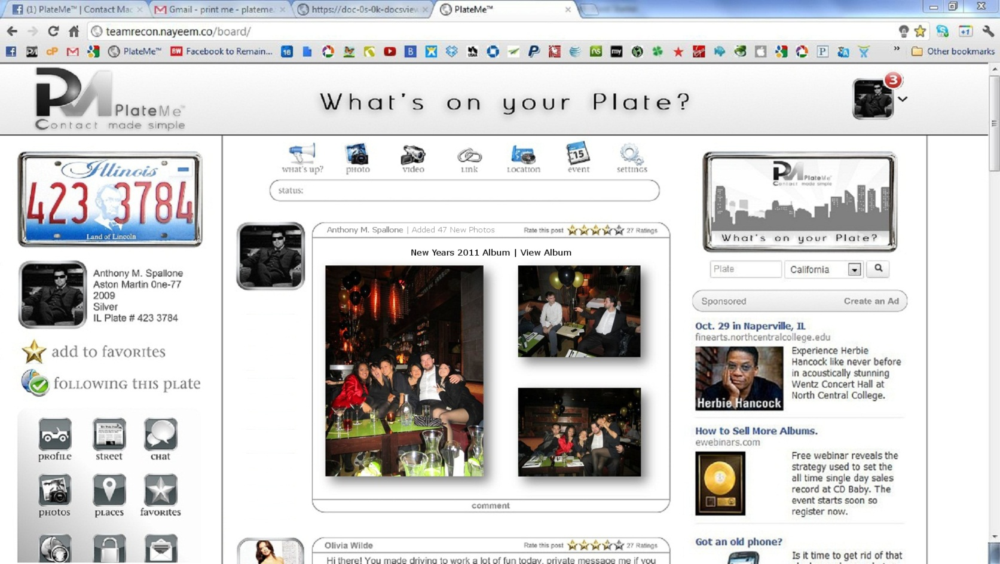 (1) PlateMe™ | Contact Mad
Gmail - print me - plateme.
https://doc-0s-0k-docsview
PlateMe™
teamrecon.nayeem.co/board/
PlateMe™
Facebook to Remain...
Other bookmarks
PM PlateMe™
Contact made simple
What's on your Plate?
3
Illinois
423 3784
Land of Lincoln
Anthony M. Spallone
Aston Martin One-77
2009
Silver
IL Plate # 423 3784
add to favorites
following this plate
profile
street
chat
photos
places
favorites
what's up?
photo
video
link
location
event
settings
status:
Anthony M. Spallone | Added 47 New Photos
Rate this post
27 Ratings
New Years 2011 Album | View Album
comment
Olivia Wilde
Rate this post
27 Ratings
Hi there! You made driving to work a lot of fun today, private message me if you
PM PlateMe™
Contact made simple
What's on your Plate?
Plate
California
Sponsored
Create an Ad
Oct. 29 in Naperville, IL
finearts.northcentralcollege.edu
Herbie Hancock
Experience Herbie
Hancock like never before
in acoustically stunning
Wentz Concert Hall at
North Central College.
How to Sell More Albums.
ewebinars.com
Free webinar reveals the
strategy used to set the
all time single day sales
record at CD Baby. The
event starts soon so
register now.
Got an old phone?
Is it time to get rid of that